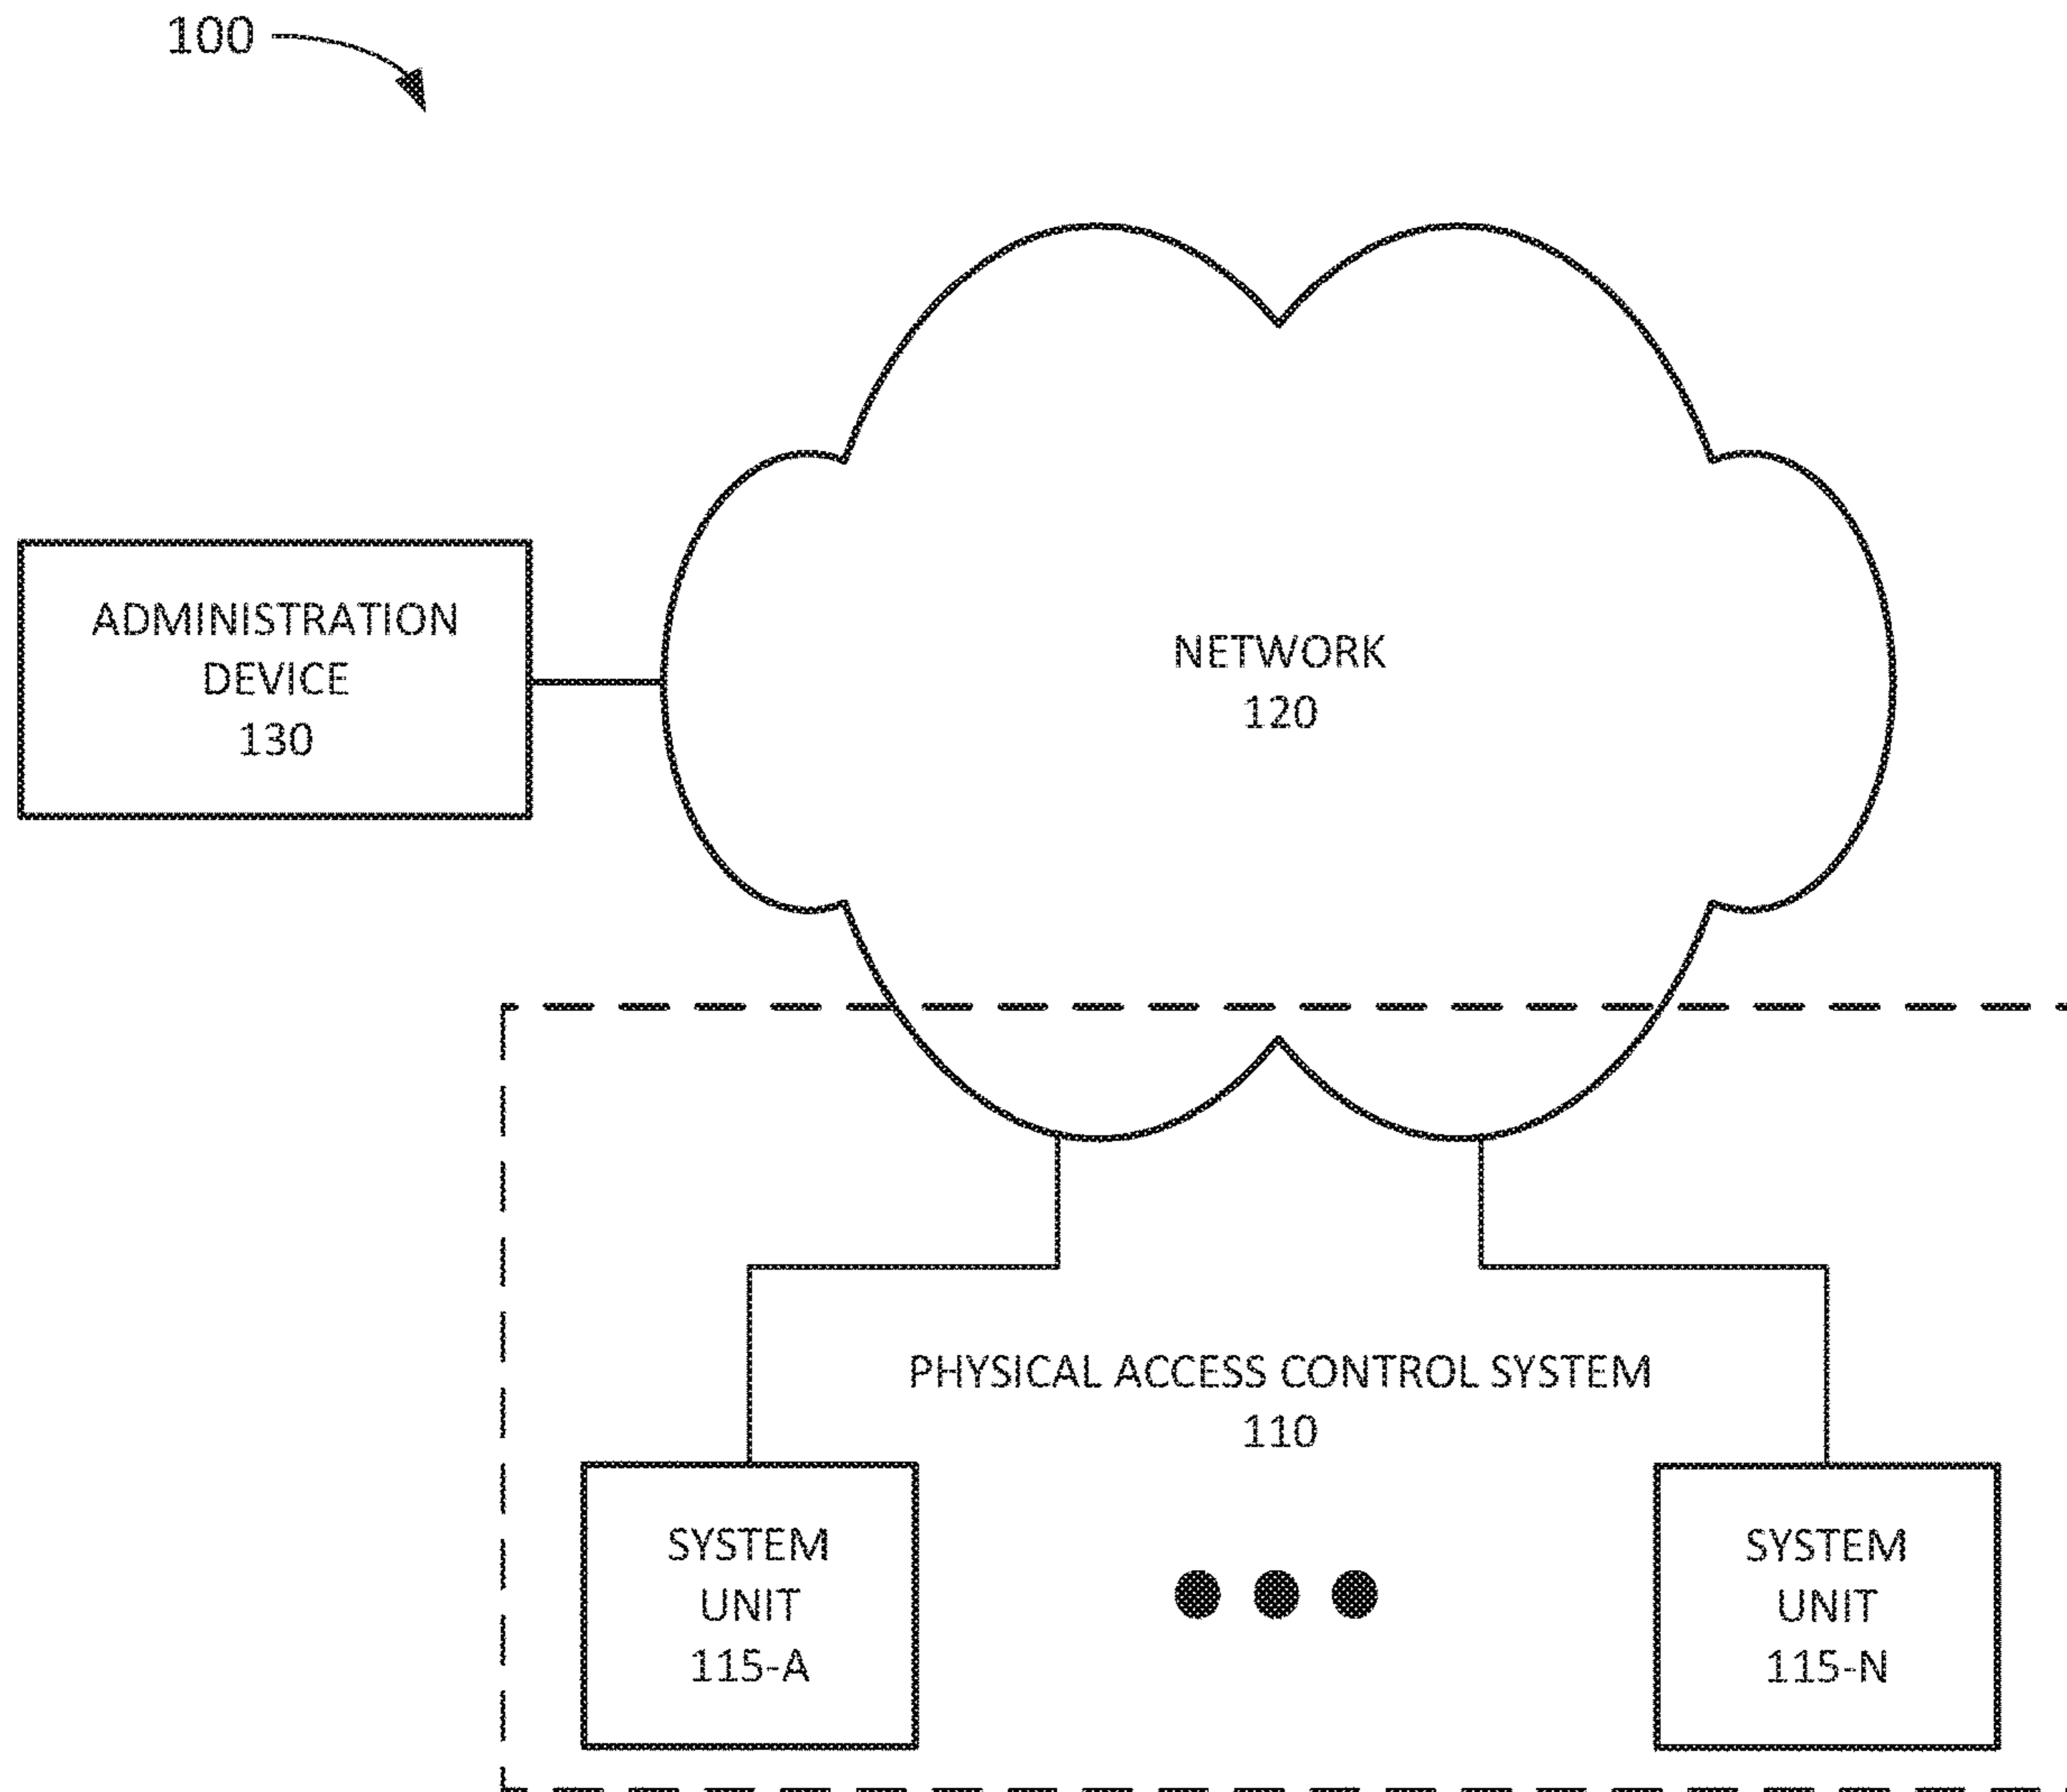 100
ADMINISTRATION
DEVICE
130
NETWORK
120
PHYSICAL ACCESS CONTROL SYSTEM
110
SYSTEM
UNIT
115-A
SYSTEM
UNIT
115-N